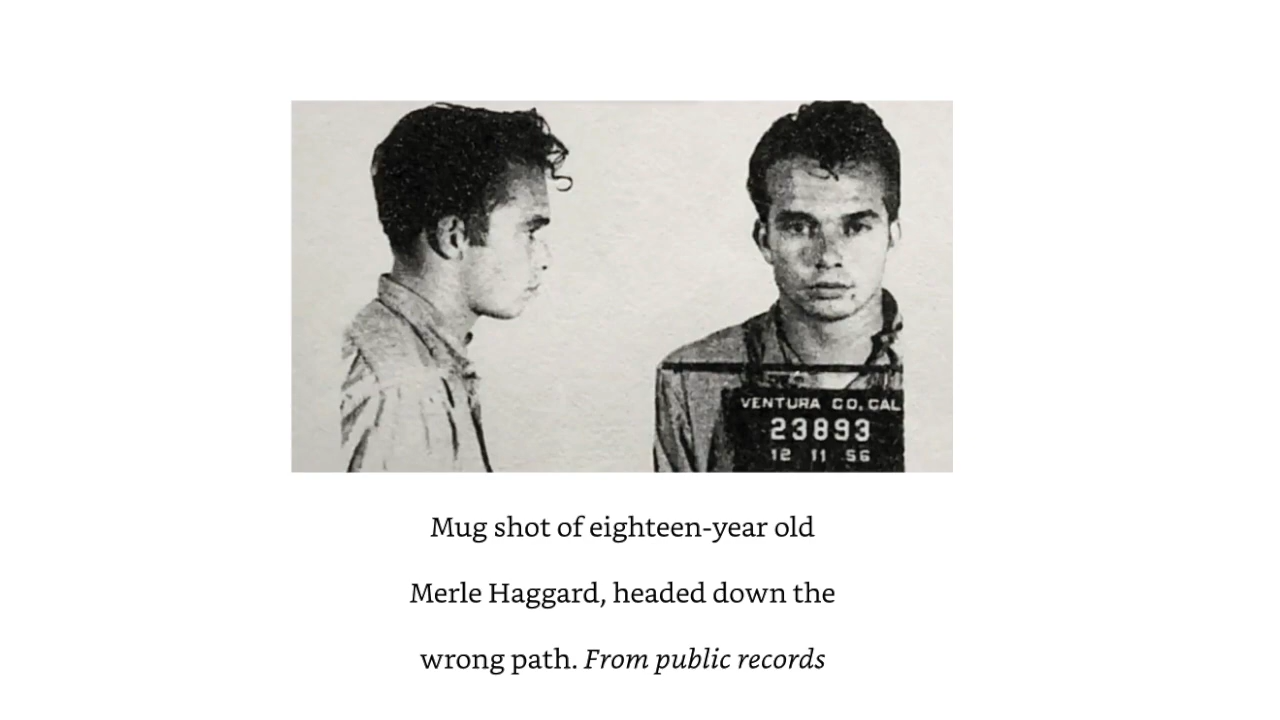 VENTURA CO. CAL
23893
12 11 56
Mug shot of eighteen-year old
Merle Haggard, headed down the
wrong path. From public records